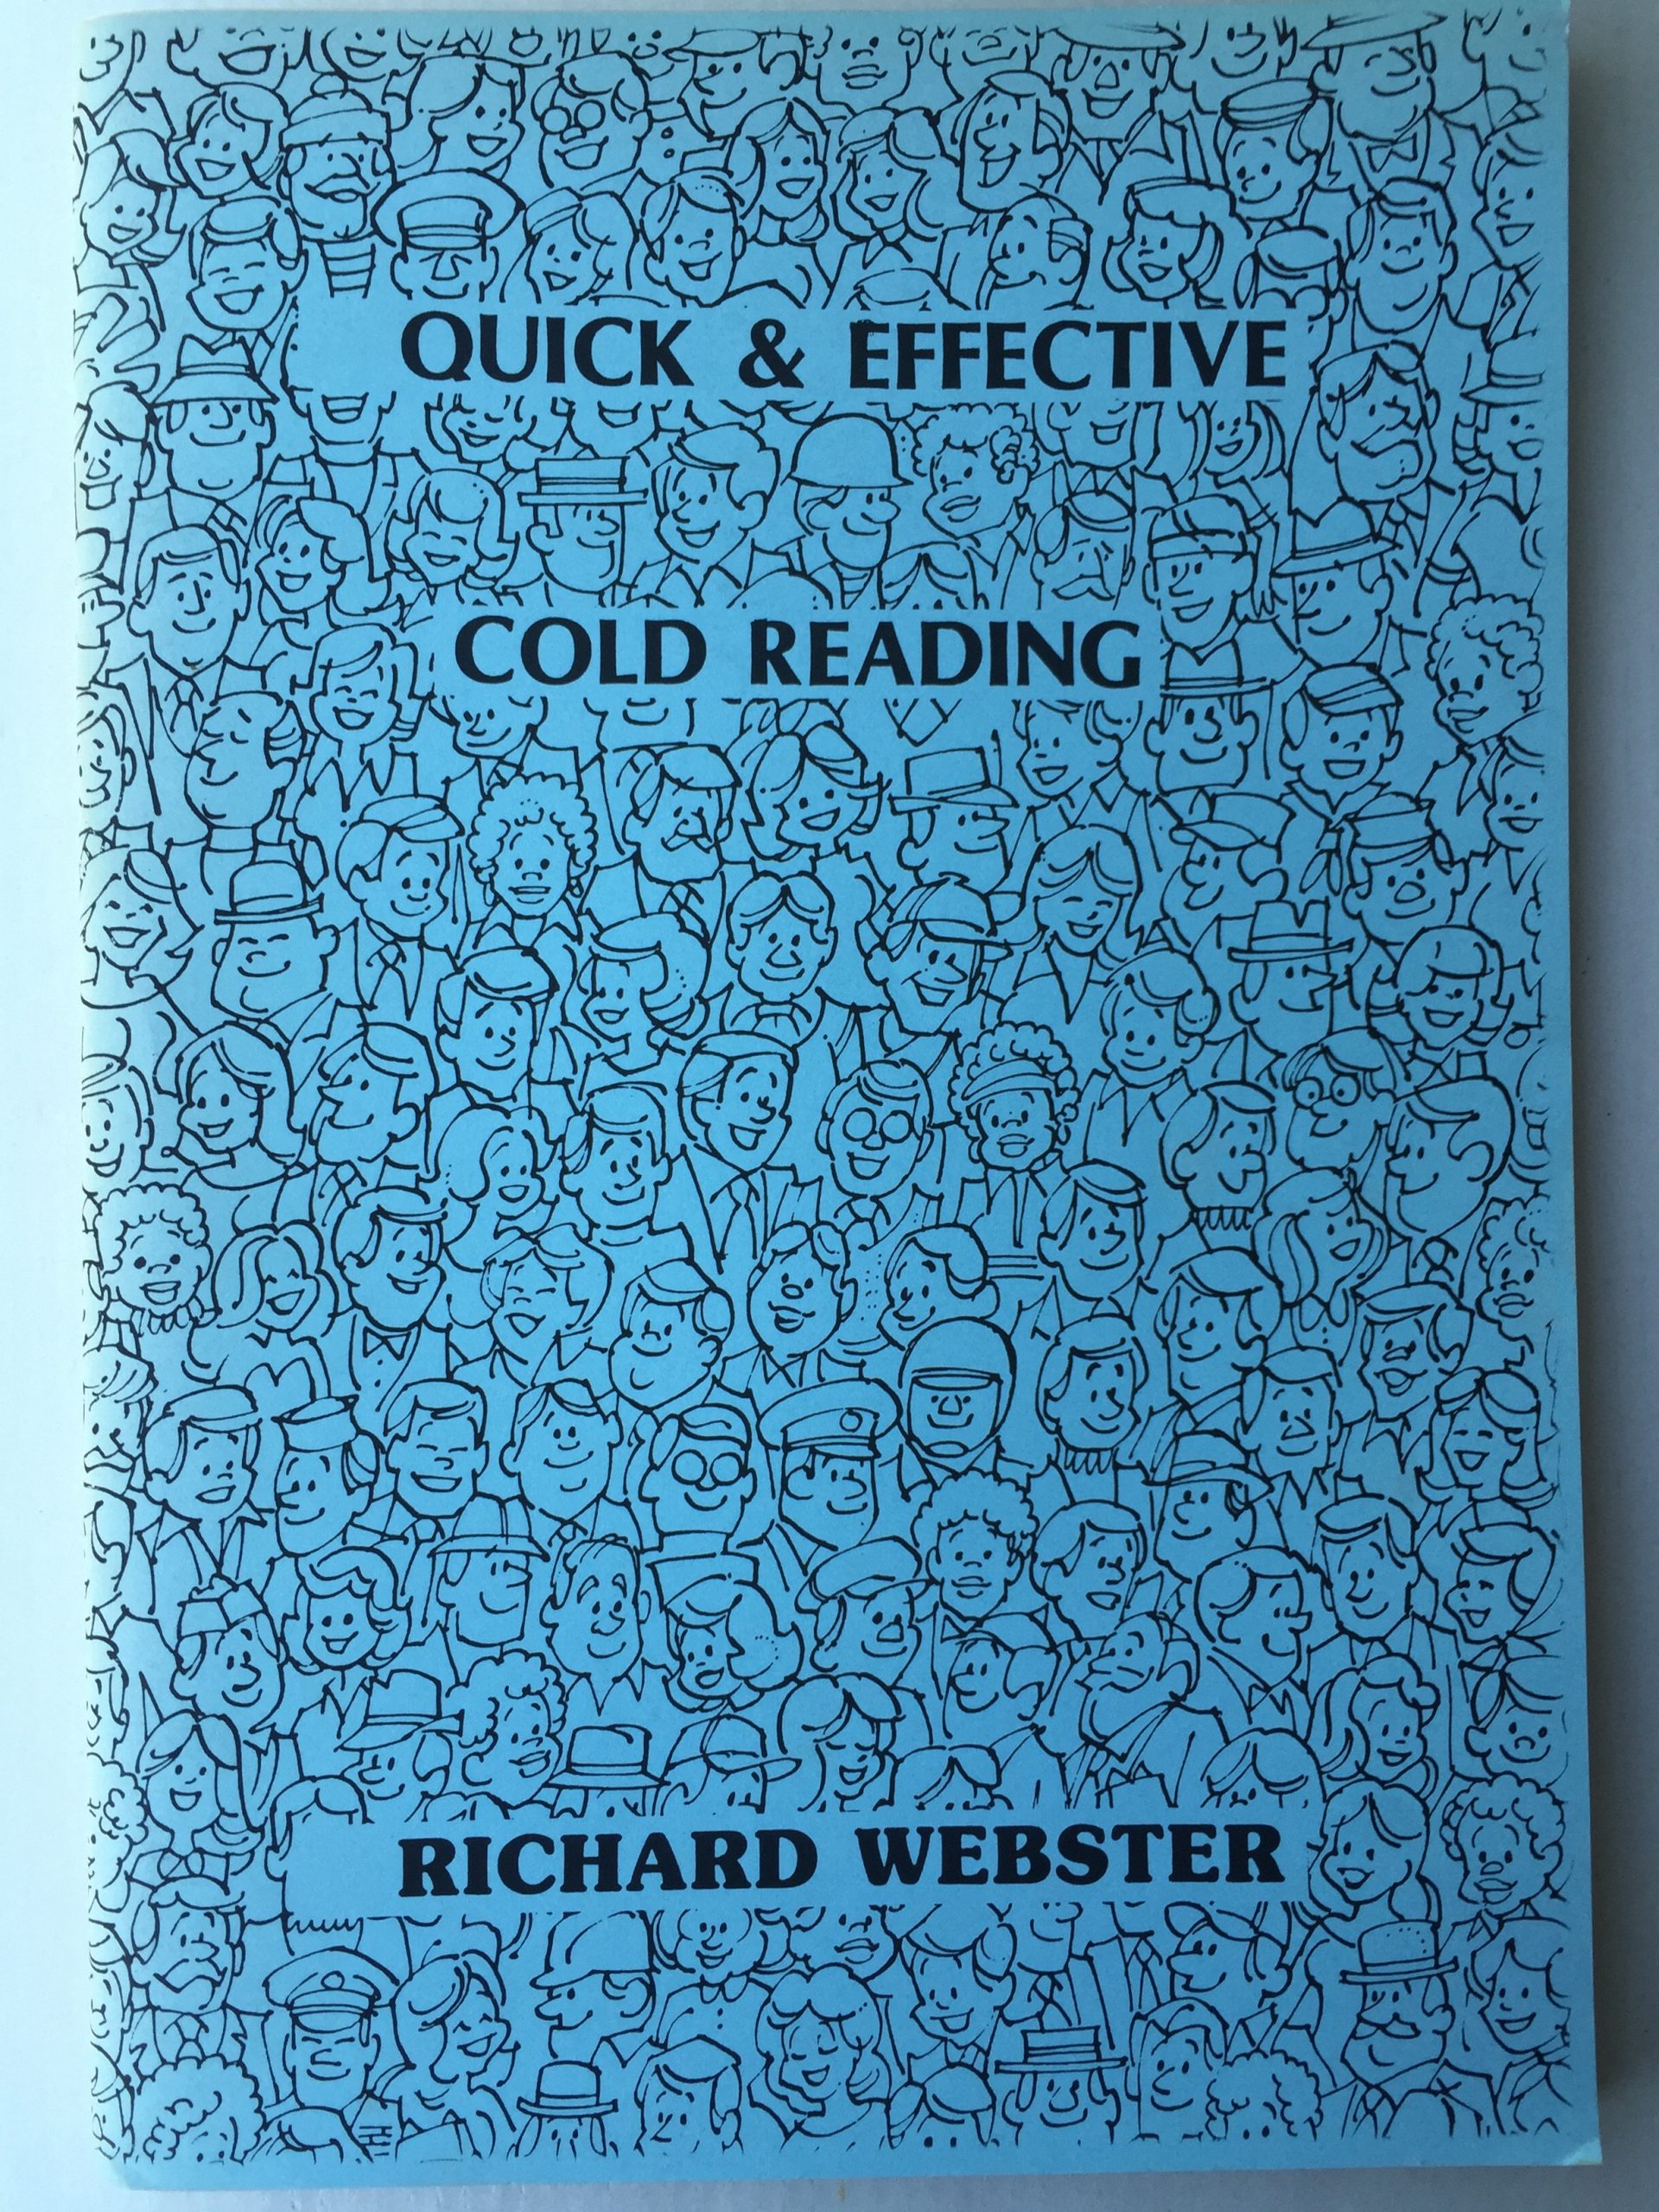 QUICK & EFFECTIVE
COLD READING
RICHARD WEBSTER